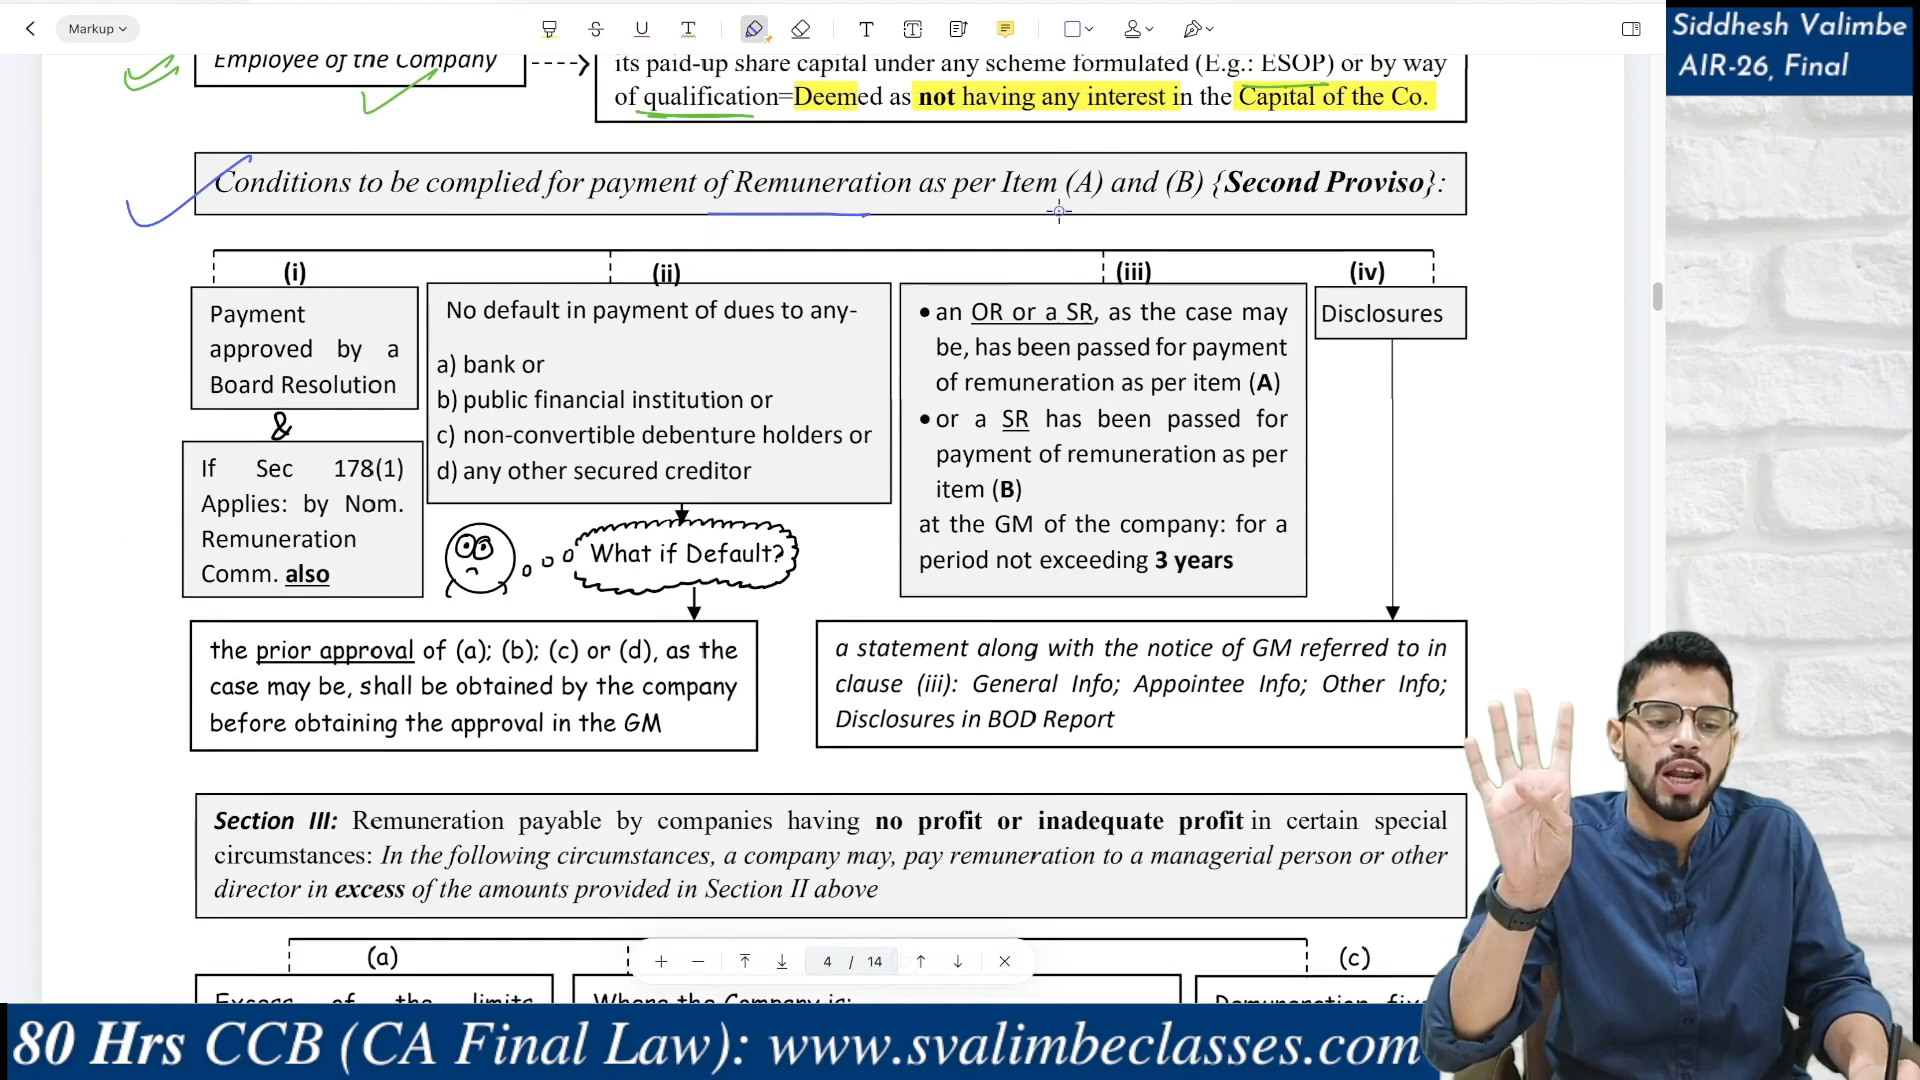 Markup
Siddhesh Valimbe
AIR-26, Final
Employee of the Company
its paid-up share capital under any scheme formulated (E.g.: ESOP) or by way
of qualification=Deemed as not having any interest in the Capital of the Co.
Conditions to be complied for payment of Remuneration as per Item (A) and (B) {Second Proviso}:
(i)
Payment
approved by a
Board Resolution
&
If Sec 178(1)
Applies: by Nom.
Remuneration
Comm. also
(ii)
No default in payment of dues to any-
a) bank or
b) public financial institution or
c) non-convertible debenture holders or
d) any other secured creditor
What if Default?
the prior approval of (a); (b); (c) or (d), as the
case may be, shall be obtained by the company
before obtaining the approval in the GM
(iii)
• an OR or a SR, as the case may
be, has been passed for payment
of remuneration as per item (A)
• or a SR has been passed for
payment of remuneration as per
item (B)
at the GM of the company: for a
period not exceeding 3 years
(iv)
Disclosures
a statement along with the notice of GM referred to in
clause (iii): General Info; Appointee Info; Other Info;
Disclosures in BOD Report
Section III: Remuneration payable by companies having no profit or inadequate profit in certain special
circumstances: In the following circumstances, a company may, pay remuneration to a managerial person or other
director in excess of the amounts provided in Section II above
(a)
(c)
4 / 14
Excess of the limits
Where the Company is:
Remuneration
80 Hrs CCB (CA Final Law): www.svalimbeclasses.com